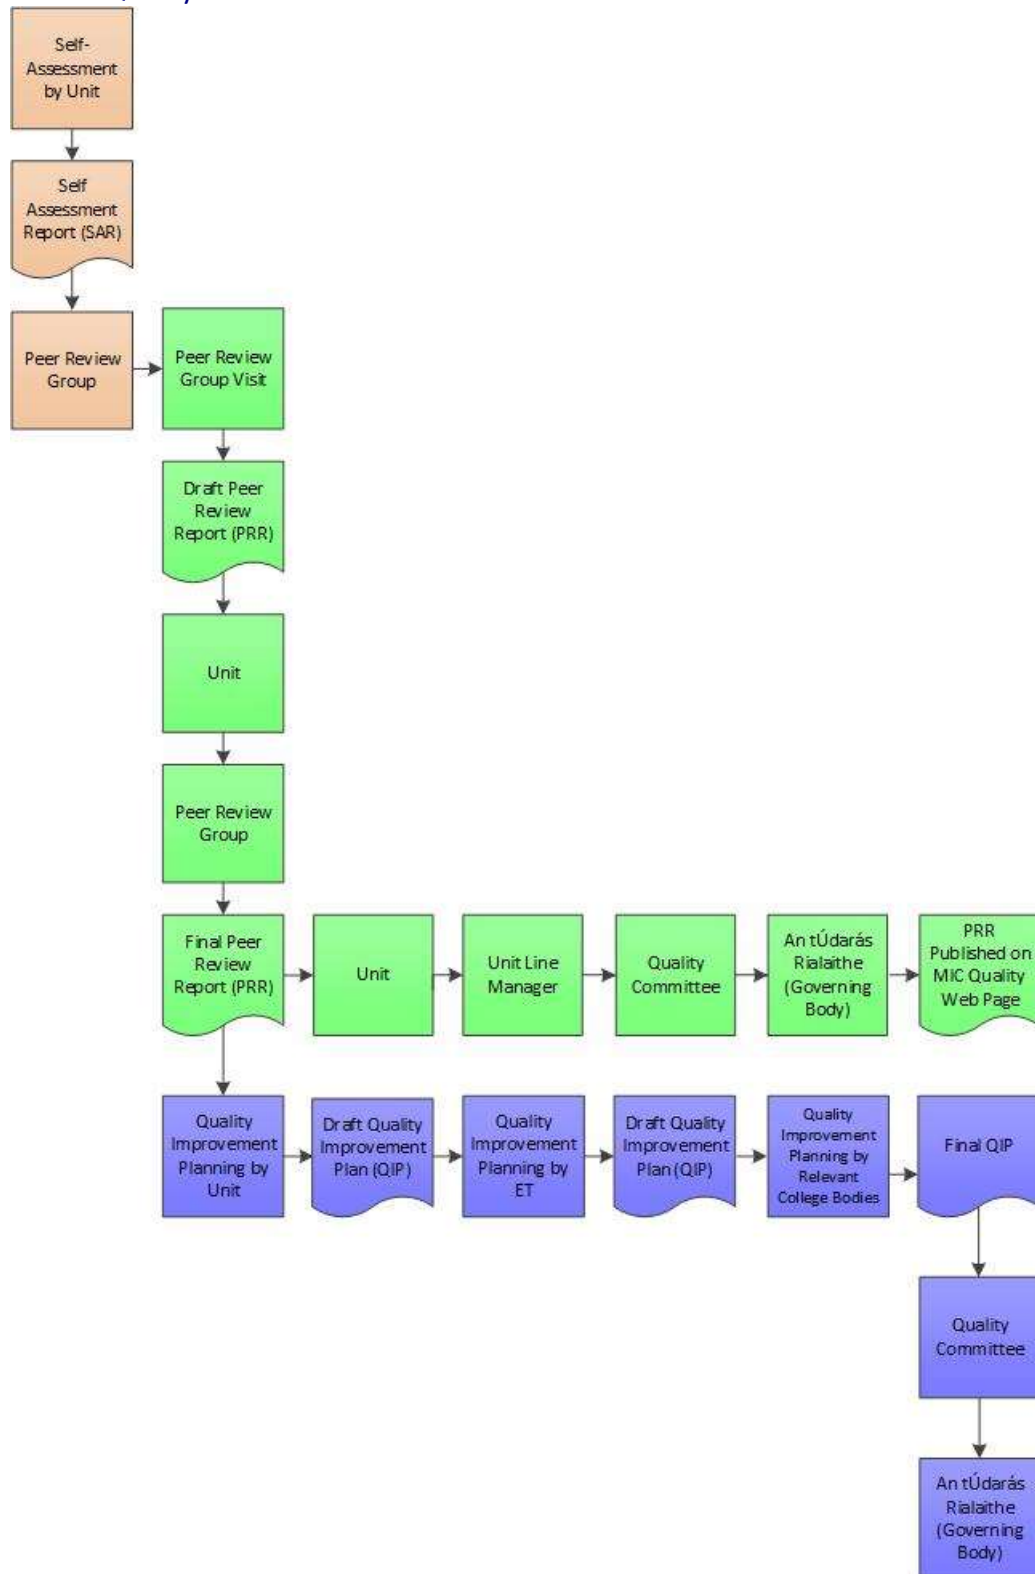 Self-
Assessment
by Unit
Self
Assessment
Report (SAR)
Peer Review
Group
Peer Review
Group Visit
Draft Peer
Review
Report (PRR)
Unit
Peer Review
Group
Final Peer
Review
Report (PRR)
Unit
Unit Line
Manager
Quality
Committee
An tÚdarás
Rialaithe
(Governing
Body)
PRR
Published on
MIC Quality
Web Page
Quality
Improvement
Planning by
Unit
Draft Quality
Improvement
Plan (QIP)
Quality
Improvement
Planning by
ET
Draft Quality
Improvement
Plan (QIP)
Quality
Improvement
Planning by
Relevant
College Bodies
Final QIP
Quality
Committee
An tÚdarás
Rialaithe
(Governing
Body)